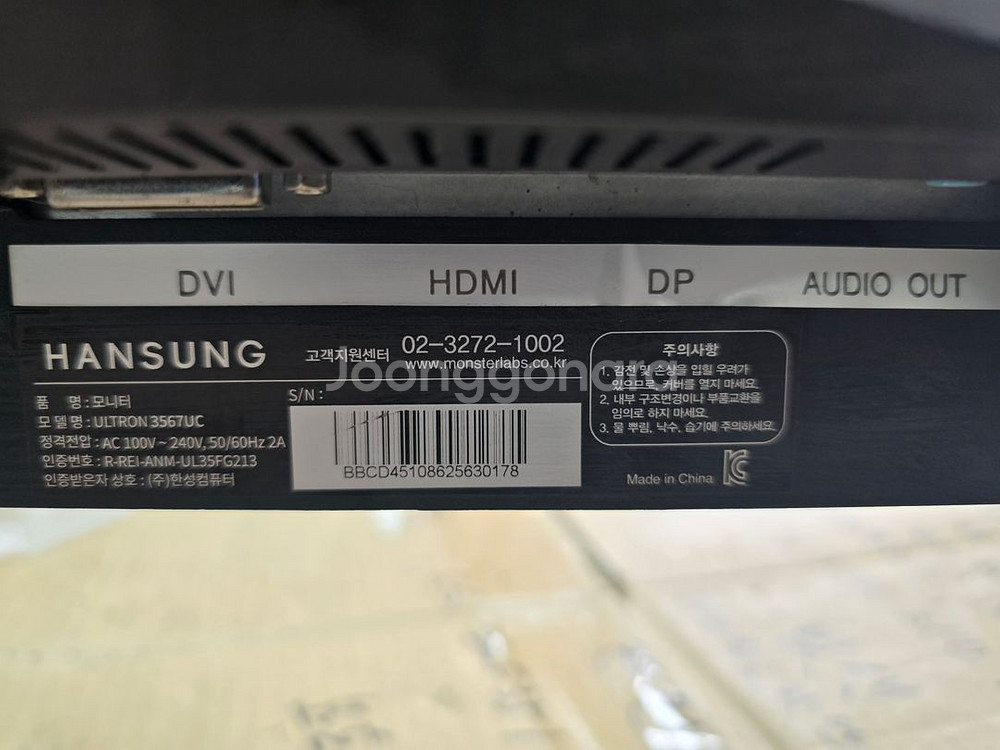 DVI HDMI DP AUDIO OUT
HANSUNG
고객지원센터 02-3272-1002
www.monsterlabs.co.kr
품 명 : 모니터
모 델 명 : ULTRON 3567UC
정격전압 : AC 100V ~ 240V, 50/60Hz 2A
인증번호 : R-REI-ANM-UL35FG213
인증받은자 상호 : (주)한성컴퓨터
S/N :
BBCD45108625630178
주의사항
1. 감전 및 손상을 입힐 우려가
있으므로, 커버를 열지 마세요.
2. 내부 구조변경이나 부품교환을
임의로 하지 마세요.
3. 물 뿌림, 낙수, 습기에 주의하세요.
Made in China
Joonggonara